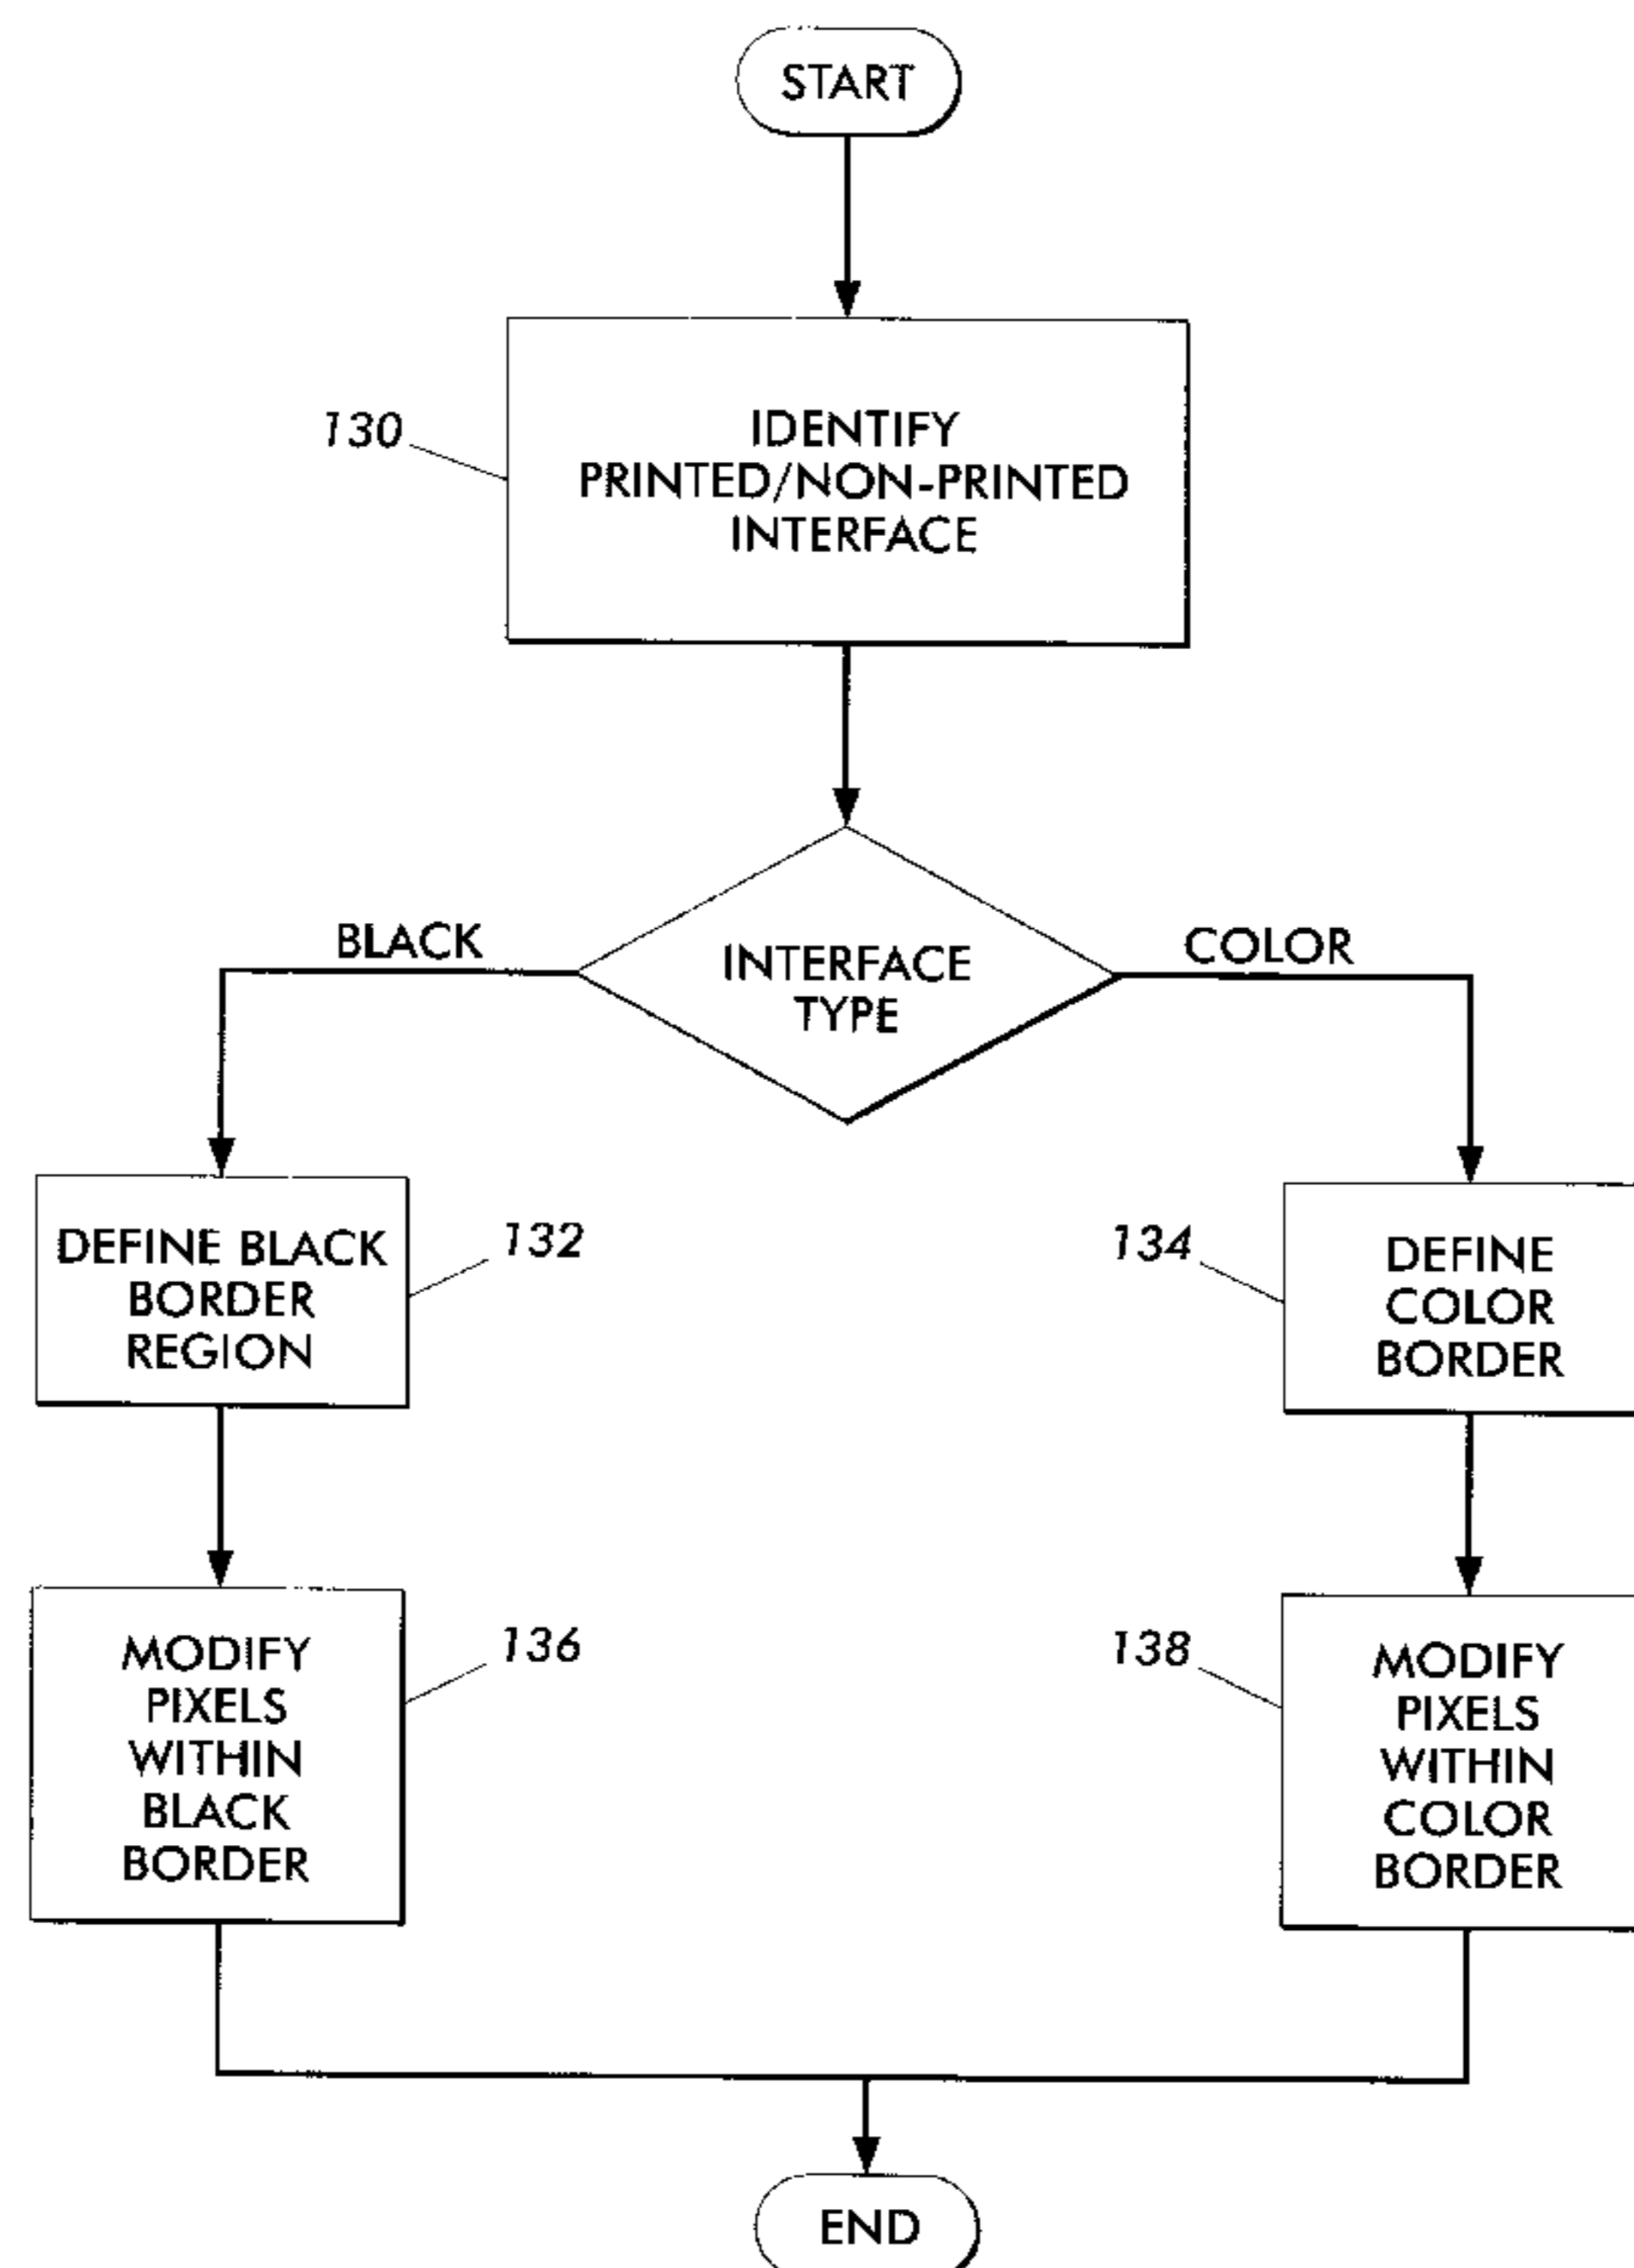 START
130
IDENTIFY
PRINTED/NON-PRINTED
INTERFACE
BLACK
INTERFACE
TYPE
COLOR
DEFINE BLACK
BORDER
REGION
132
134
DEFINE
COLOR
BORDER
MODIFY
PIXELS
WITHIN
BLACK
BORDER
136
138
MODIFY
PIXELS
WITHIN
COLOR
BORDER
END